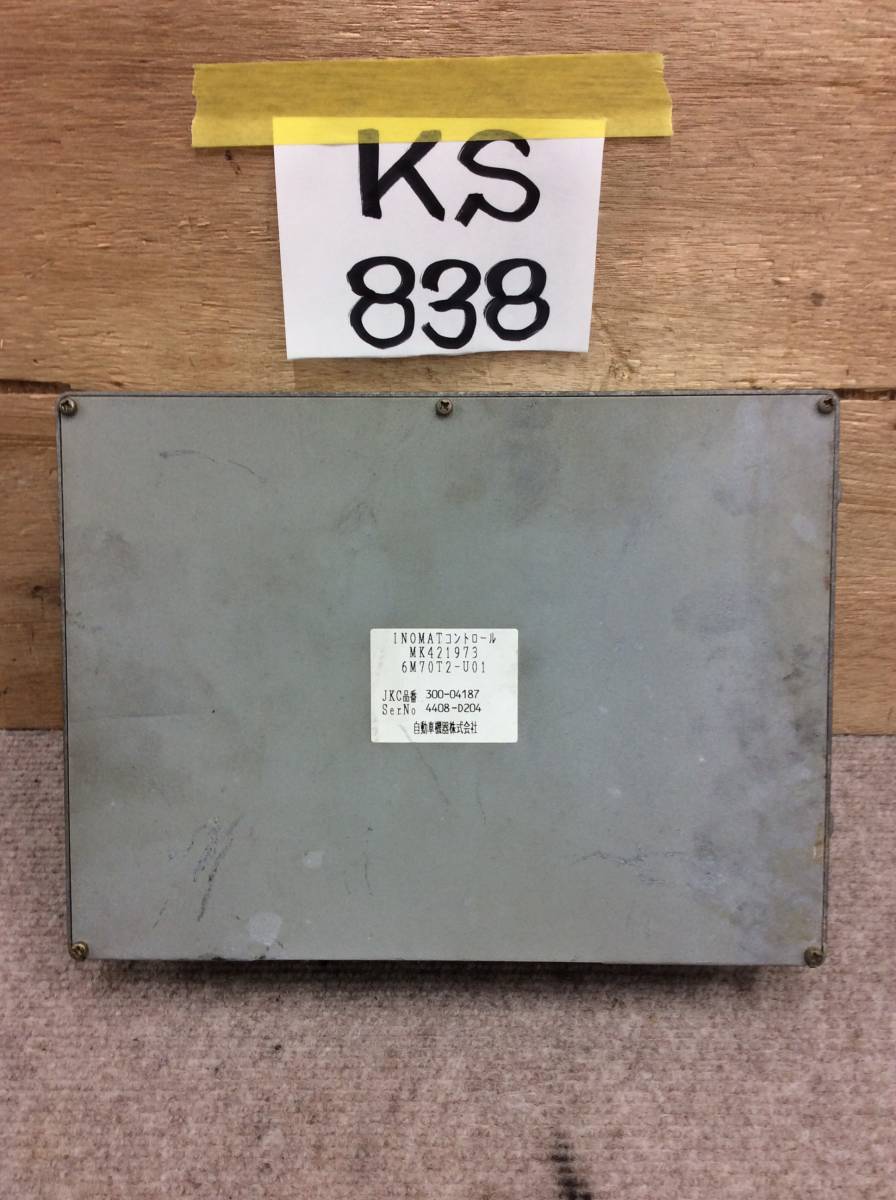 KS
838
INOMATコントロール
MK421973
6M70T2-U01
JKC品番 300-04187
SerNo 4408-D204
自動車機器株式会社